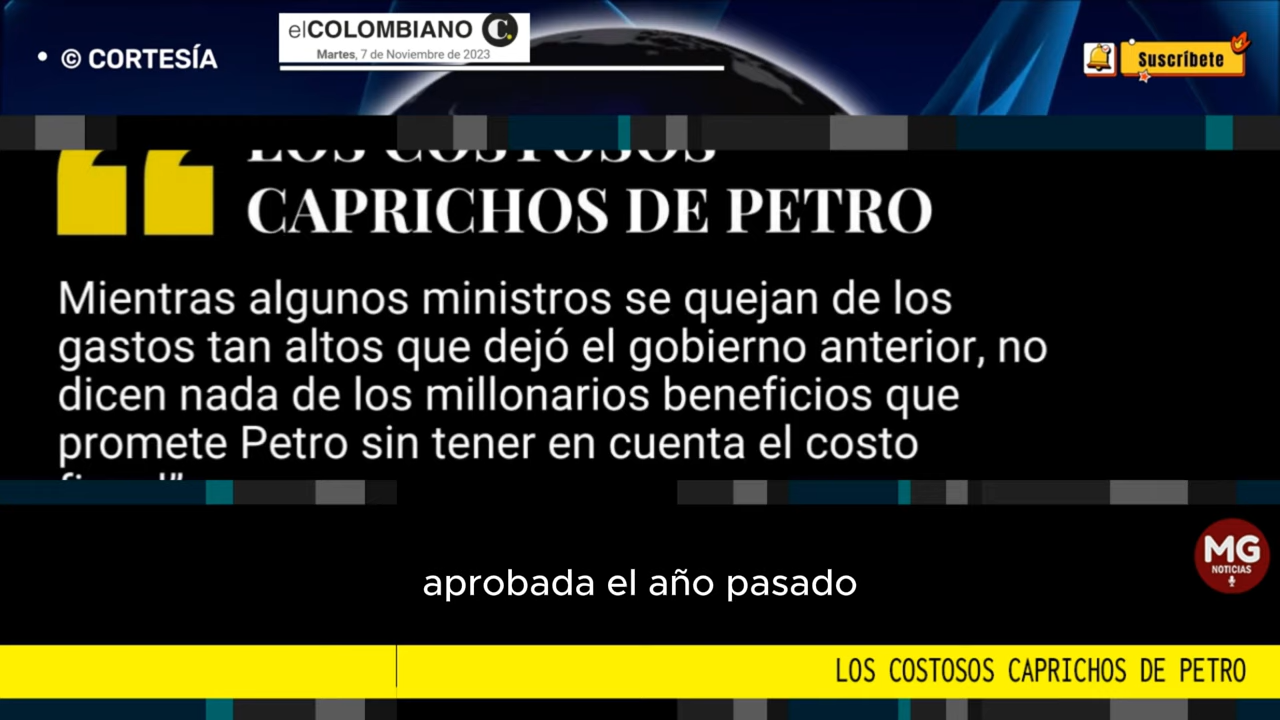 • © CORTESÍA
elCOLOMBIANO C.
Martes, 7 de Noviembre de 2023
Suscríbete
LOS COSTOSOS
CAPRICHOS DE PETRO
Mientras algunos ministros se quejan de los
gastos tan altos que dejó el gobierno anterior, no
dicen nada de los millonarios beneficios que
promete Petro sin tener en cuenta el costo
MG
NOTICIAS
aprobada el año pasado
LOS COSTOSOS CAPRICHOS DE PETRO